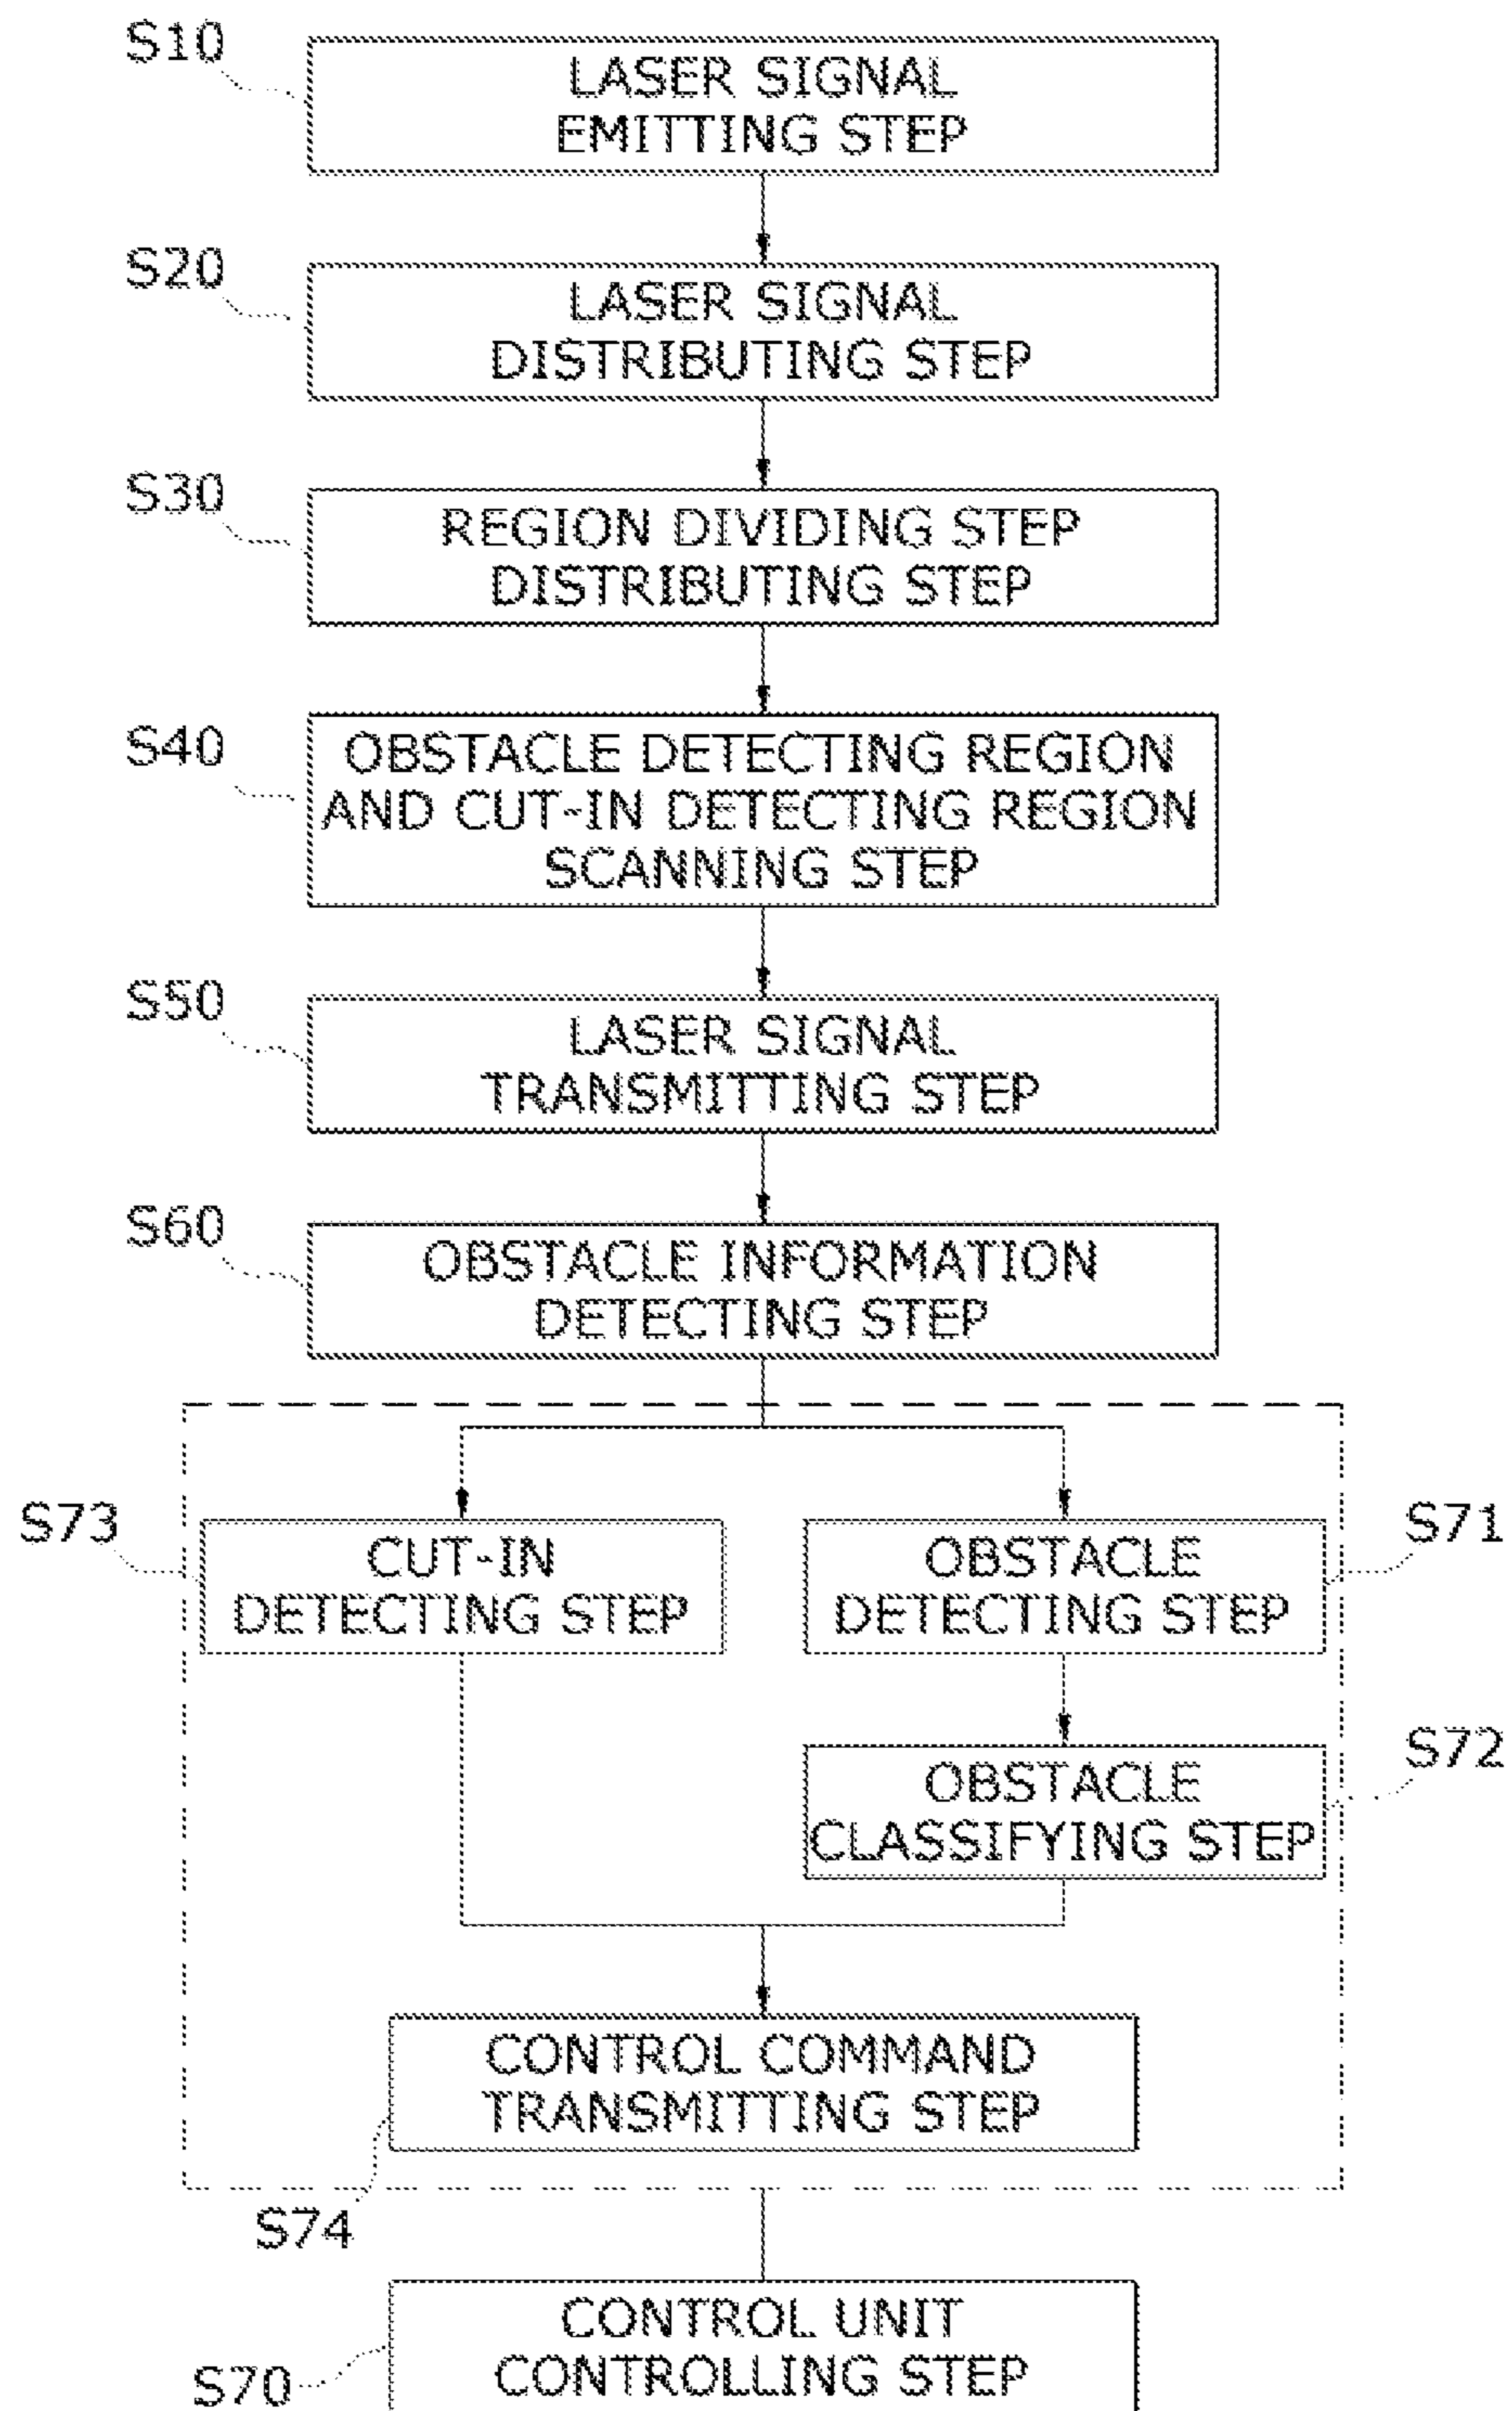 S10
LASER SIGNAL
EMITTING STEP
S20
LASER SIGNAL
DISTRIBUTING STEP
S30
REGION DIVIDING STEP
DISTRIBUTING STEP
S40
OBSTACLE DETECTING REGION
AND CUT-IN DETECTING REGION
SCANNING STEP
S50
LASER SIGNAL
TRANSMITTING STEP
S60
OBSTACLE INFORMATION
DETECTING STEP
S73
CUT-IN
DETECTING STEP
S71
OBSTACLE
DETECTING STEP
S72
OBSTACLE
CLASSIFYING STEP
CONTROL COMMAND
TRANSMITTING STEP
S74
CONTROL UNIT
CONTROLLING STEP
S70